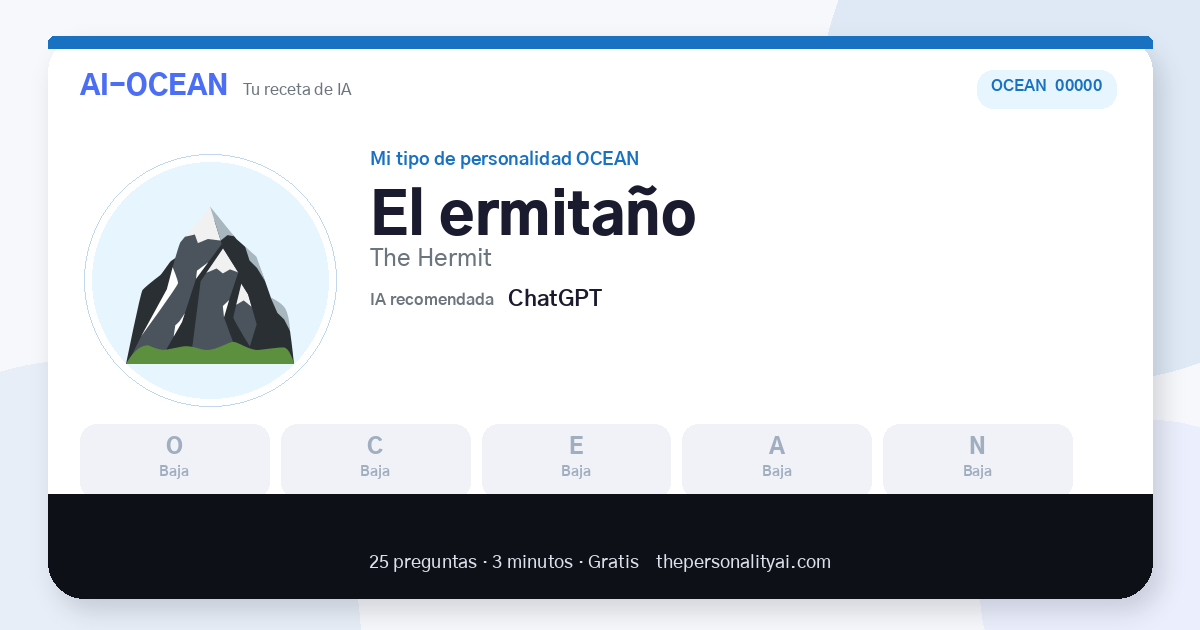 AI-OCEAN Tu receta de IA
OCEAN 00000
Mi tipo de personalidad OCEAN
El ermitaño
The Hermit
IA recomendada ChatGPT
O C E A N
Baja Baja Baja Baja Baja
25 preguntas · 3 minutos · Gratis thepersonalityai.com